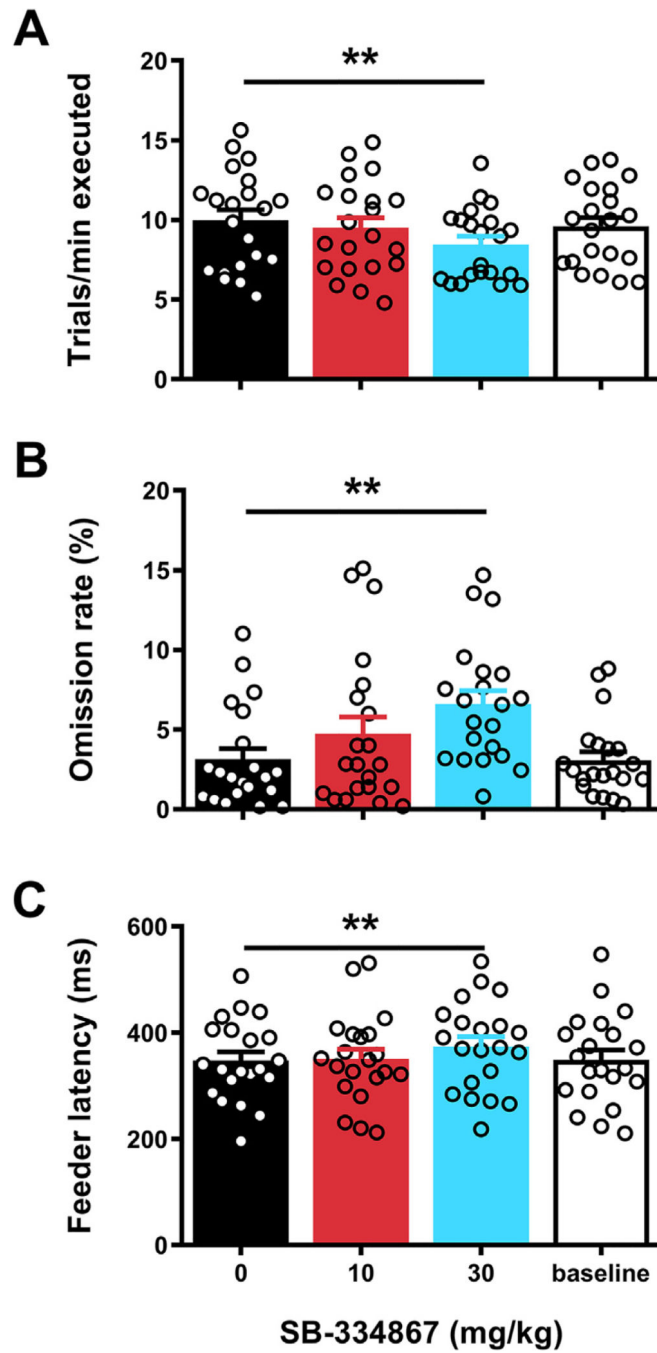 A
Trials/min executed
20
15
10
5
0
**
B
Omission rate (%)
20
15
10
5
0
**
C
Feeder latency (ms)
600
400
200
0
**
0 10 30 baseline
SB-334867 (mg/kg)